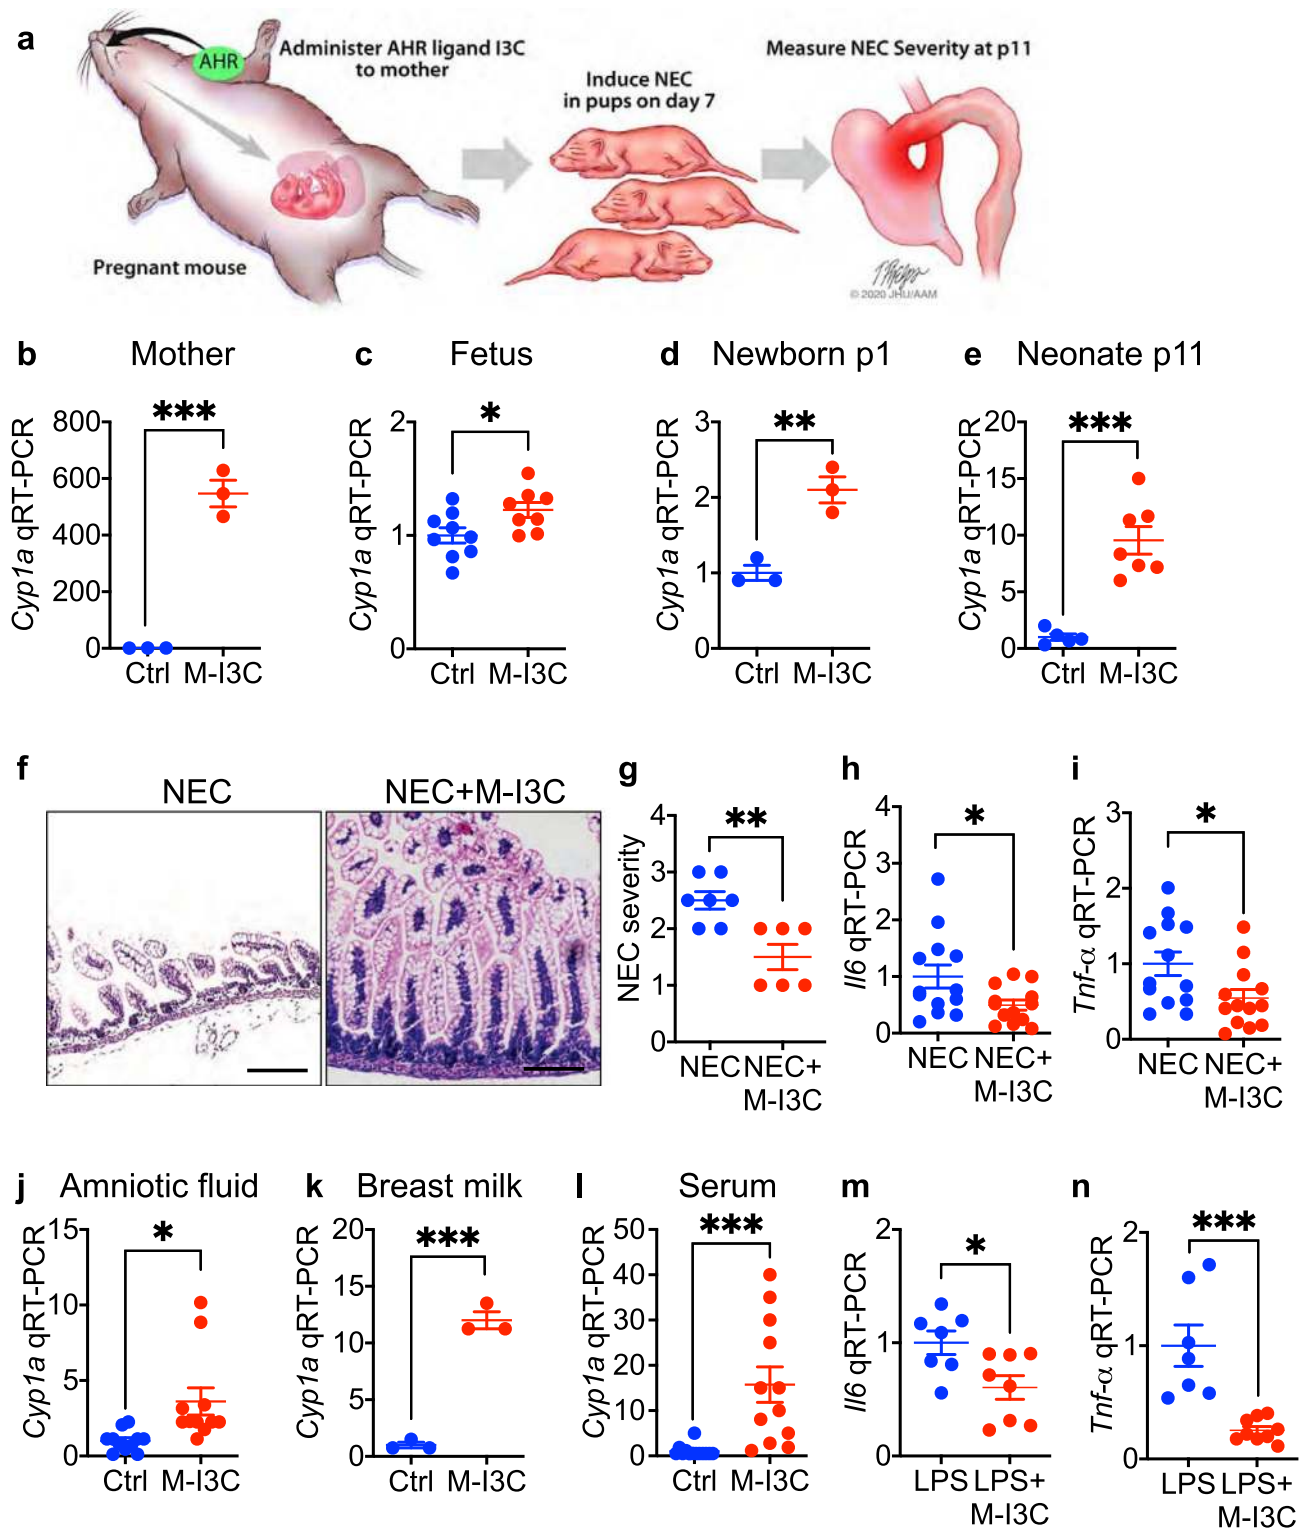 a
AHR
Administer AHR ligand I3C
to mother
Induce NEC
in pups on day 7
Measure NEC Severity at p11
Pregnant mouse
© 2020 JHU/AAM
b Mother
Cyp1a qRT-PCR
800
600
400
200
0
***
Ctrl M-I3C
c Fetus
Cyp1a qRT-PCR
2
1
0
*
Ctrl M-I3C
d Newborn p1
Cyp1a qRT-PCR
3
2
1
0
**
Ctrl M-I3C
e Neonate p11
Cyp1a qRT-PCR
20
15
10
5
0
***
Ctrl M-I3C
f
NEC
NEC+M-I3C
g
NEC severity
4
3
2
1
0
**
NEC NEC+
M-I3C
h
Il6 qRT-PCR
4
3
2
1
0
*
NEC NEC+
M-I3C
i
Tnf-α qRT-PCR
3
2
1
0
*
NEC NEC+
M-I3C
j Amniotic fluid
Cyp1a qRT-PCR
15
10
5
0
*
Ctrl M-I3C
k Breast milk
Cyp1a qRT-PCR
20
15
10
5
0
***
Ctrl M-I3C
l Serum
Cyp1a qRT-PCR
50
40
30
20
10
0
***
Ctrl M-I3C
m
Il6 qRT-PCR
2
1
0
*
LPS LPS+
M-I3C
n
Tnf-α qRT-PCR
2
1
0
***
LPS LPS+
M-I3C